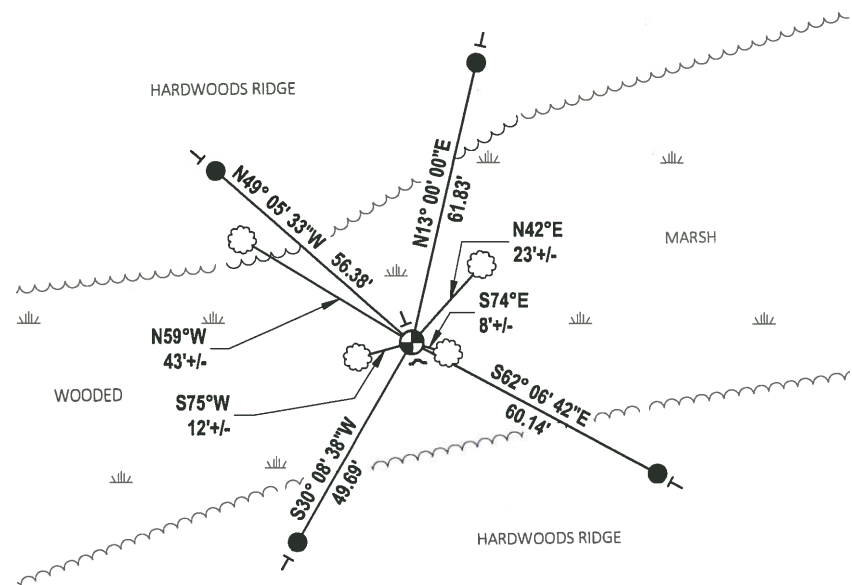 HARDWOODS RIDGE
N13° 00' 00"E
61.83'
N49° 05' 33"W 56.38'
N42°E
23'+/-
MARSH
S74°E
8'+/-
N59°W
43'+/-
WOODED
S75°W
12'+/-
S62° 06' 42"E
60.14'
S30° 08' 38"W
49.69'
HARDWOODS RIDGE